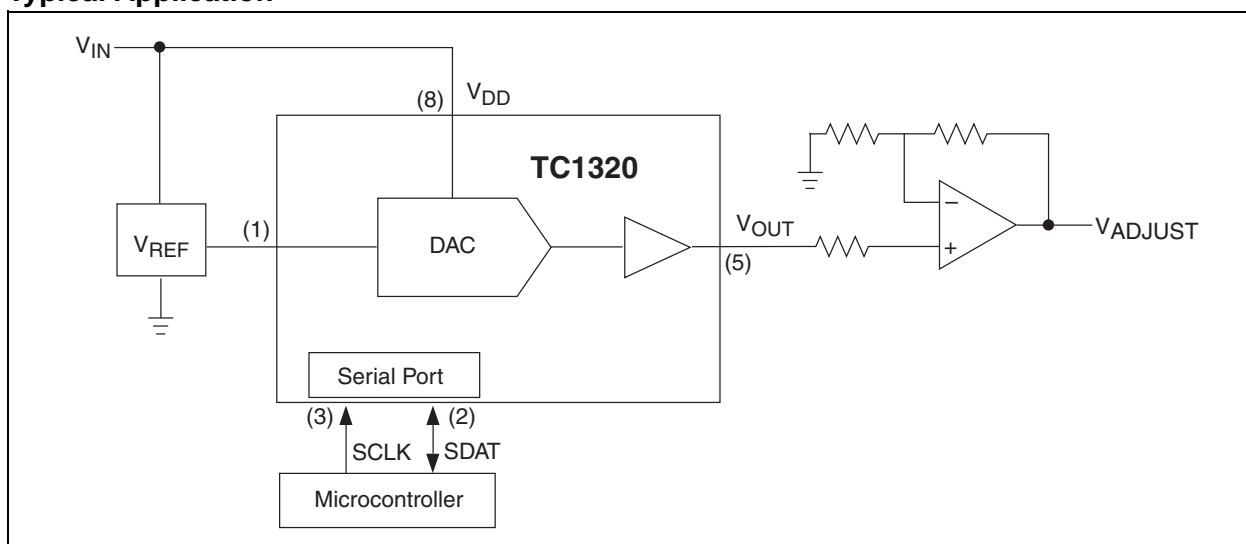 Typical Application
VIN
(8)
VDD
TC1320
VREF
(1)
DAC
VOUT
(5)
−
+
VADJUST
Serial Port
(3)
(2)
SCLK
SDAT
Microcontroller